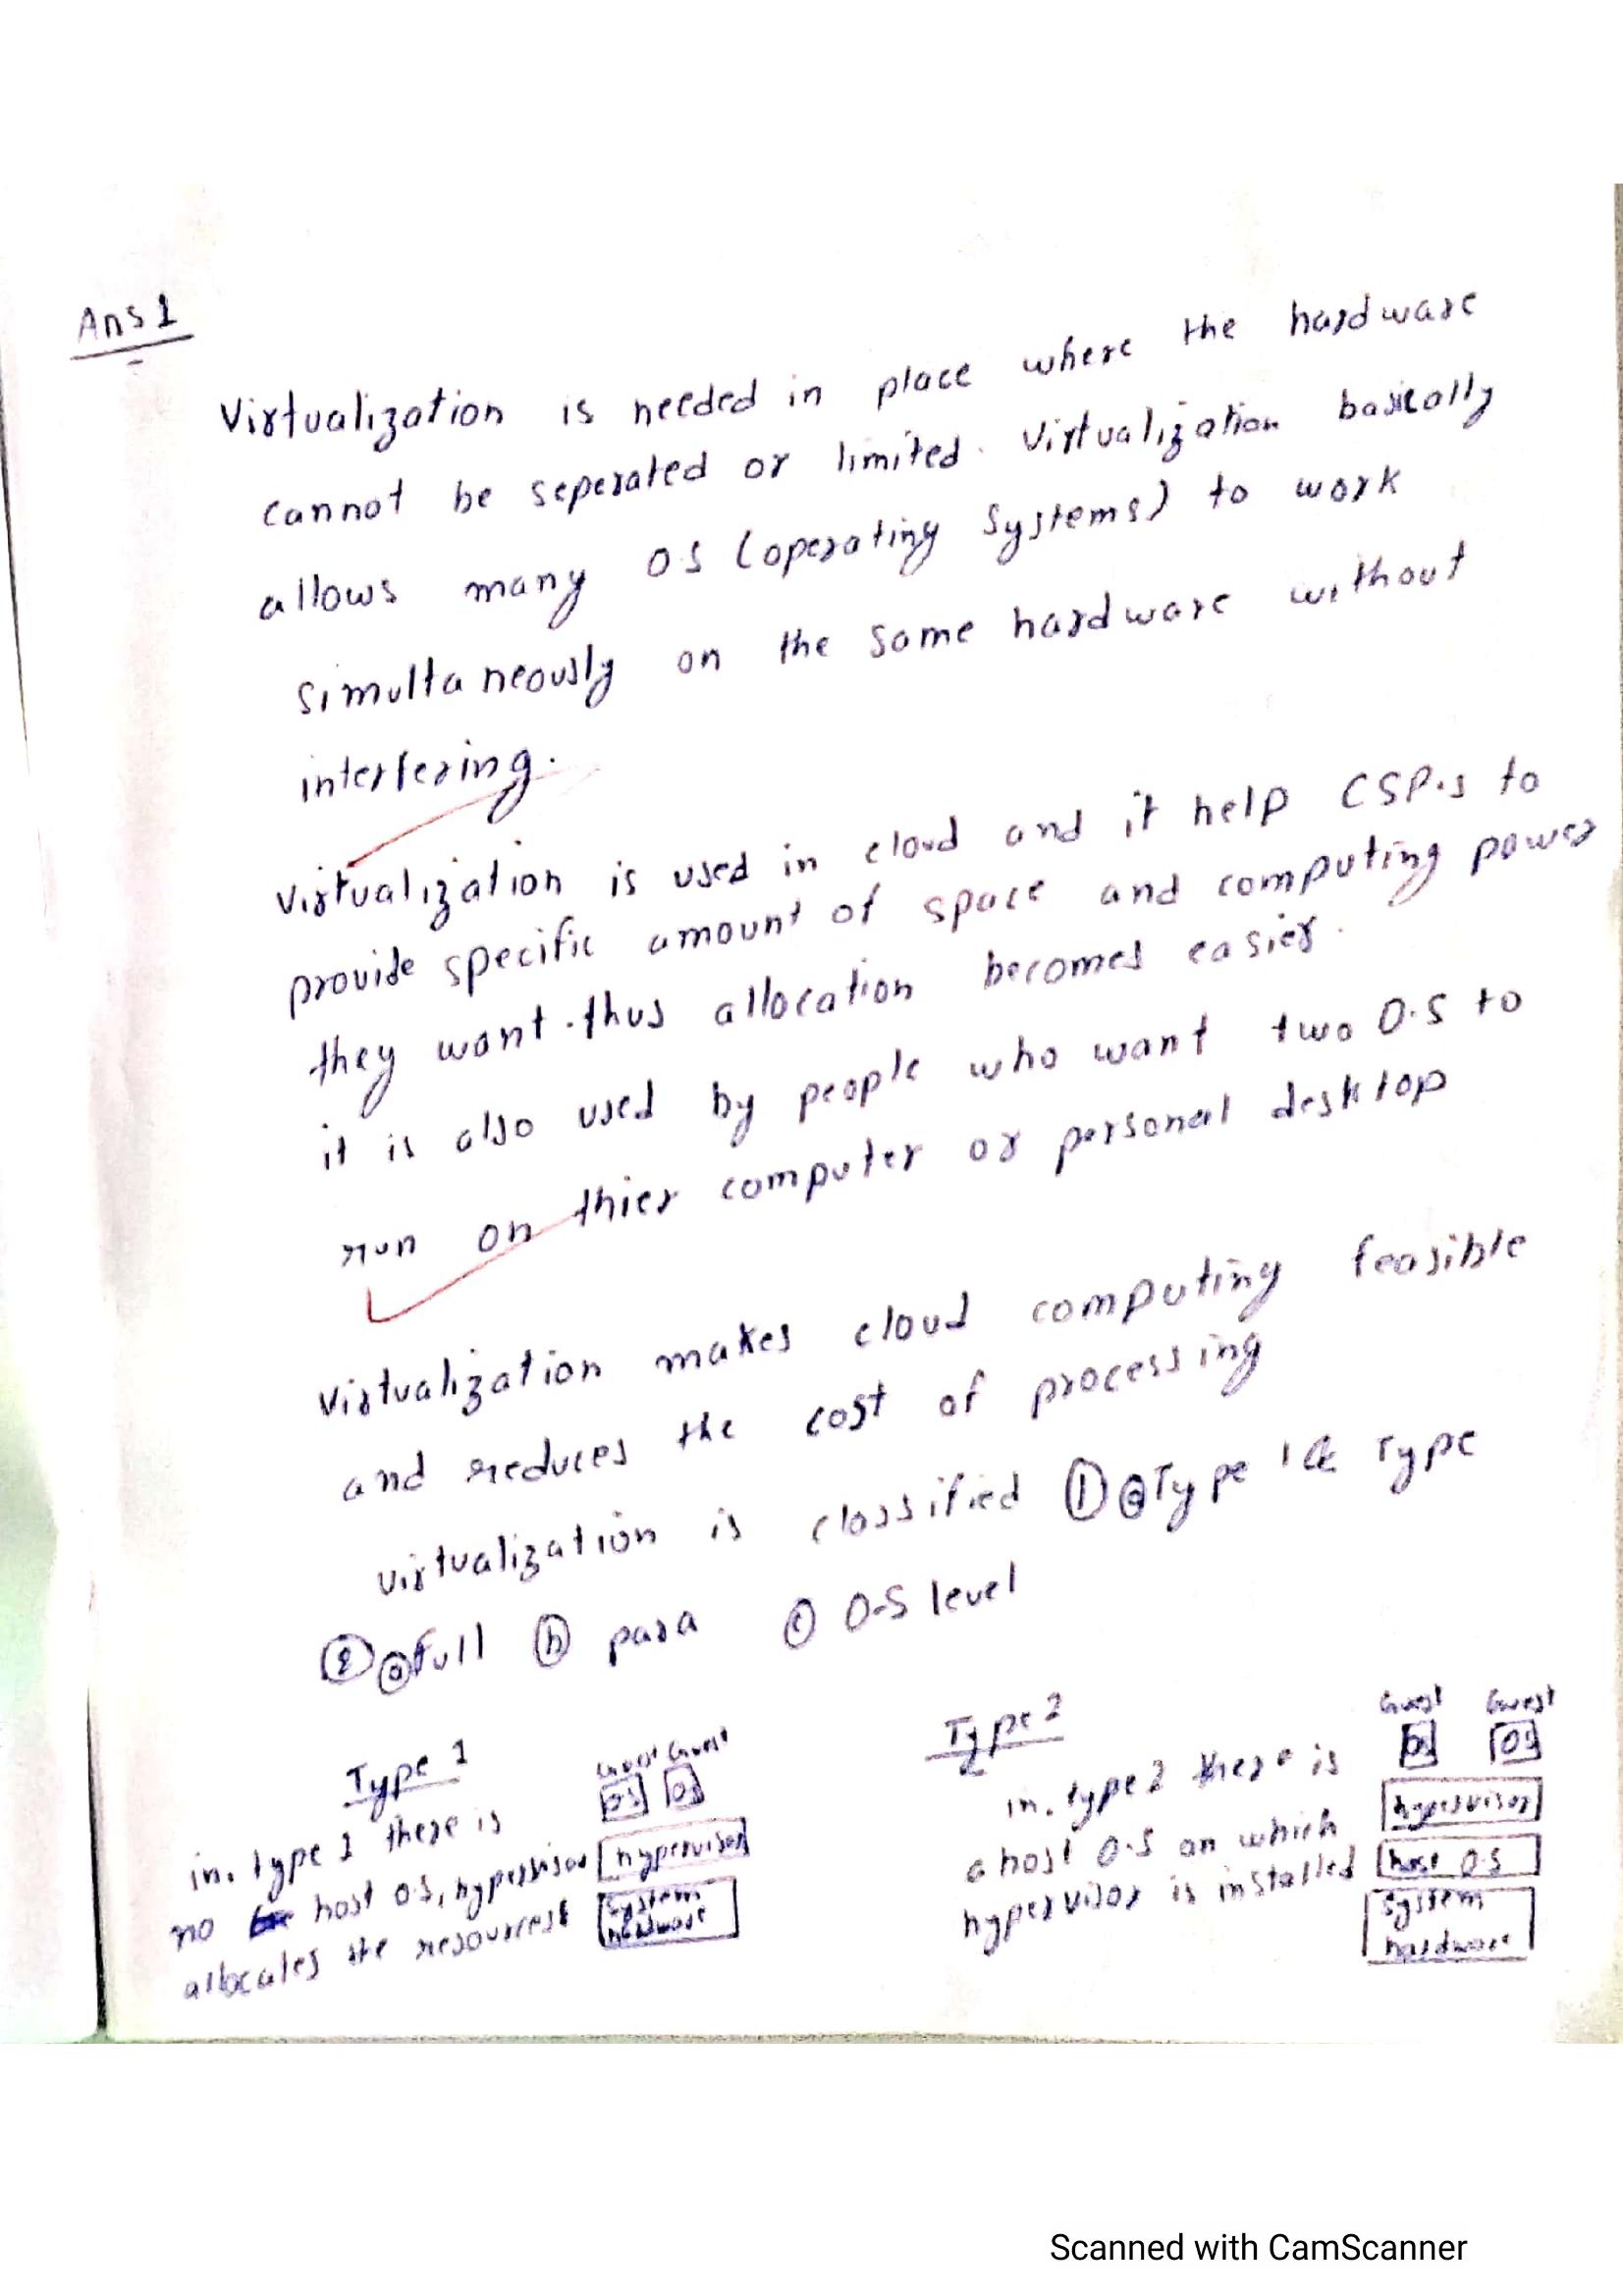 Ans 1
Virtualization is needed in place where the hardware
cannot be seperated or limited. Virtualization basically
allows many O.S (operating systems) to work
simultaneously on the same hardware without
interfering.
virtualization is used in cloud and it help CSP.s to
provide specific amount of space and computing power
they want. thus allocation becomes easier.
it is also used by people who want two O.S to
run on thier computer or personal desktop
virtualization makes cloud computing feasible
and reduces the cost of processing
virtualization is classified ① ⓐ Type 1 & Type
② ⓐ full ⓑ para ⓒ O-S level
Type 1
Guest Guest
OS OS
in. type 1 there is
no host O.S, hypervisor
allocates the resources
hypervisor
System
hardware
Type 2
Guest Guest
OS OS
in. type 2 there is
a host O.S on which
hypervisor is installed
hypervisor
host O.S
System
hardware
Scanned with CamScanner